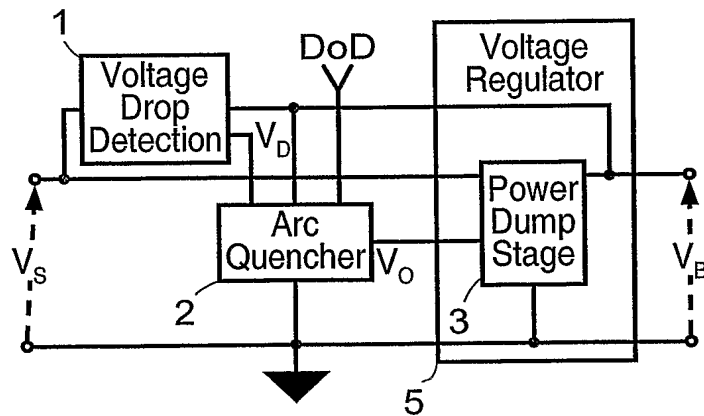 1
DoD
Voltage
Drop
Detection
Voltage
Regulator
V_D
Power
Dump
Stage
Arc
Quencher
V_S
V_O
V_B
2
3
5